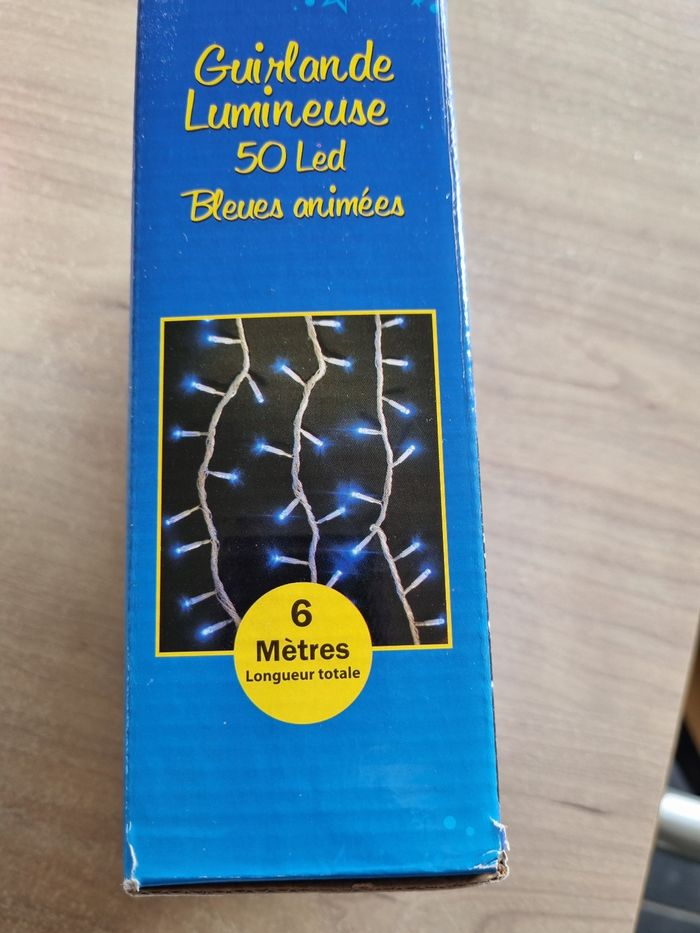 Guirlande
Lumineuse
50 Led
Bleues animées
6
Mètres
Longueur totale